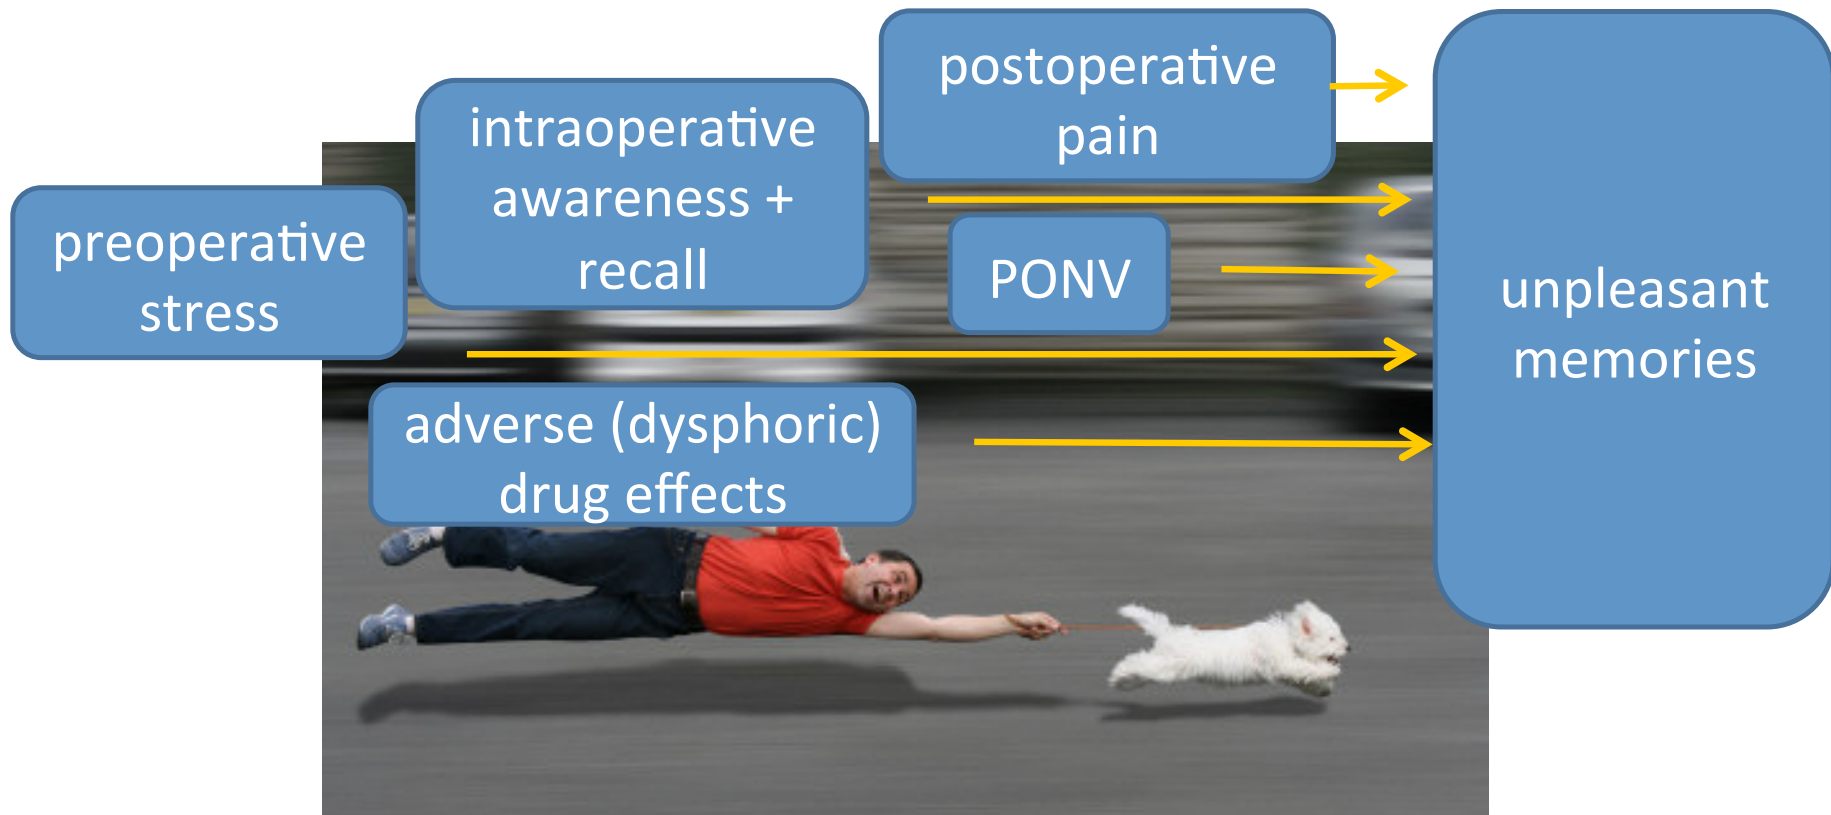 preoperative
stress
intraoperative
awareness +
recall
postoperative
pain
PONV
adverse (dysphoric)
drug effects
unpleasant
memories